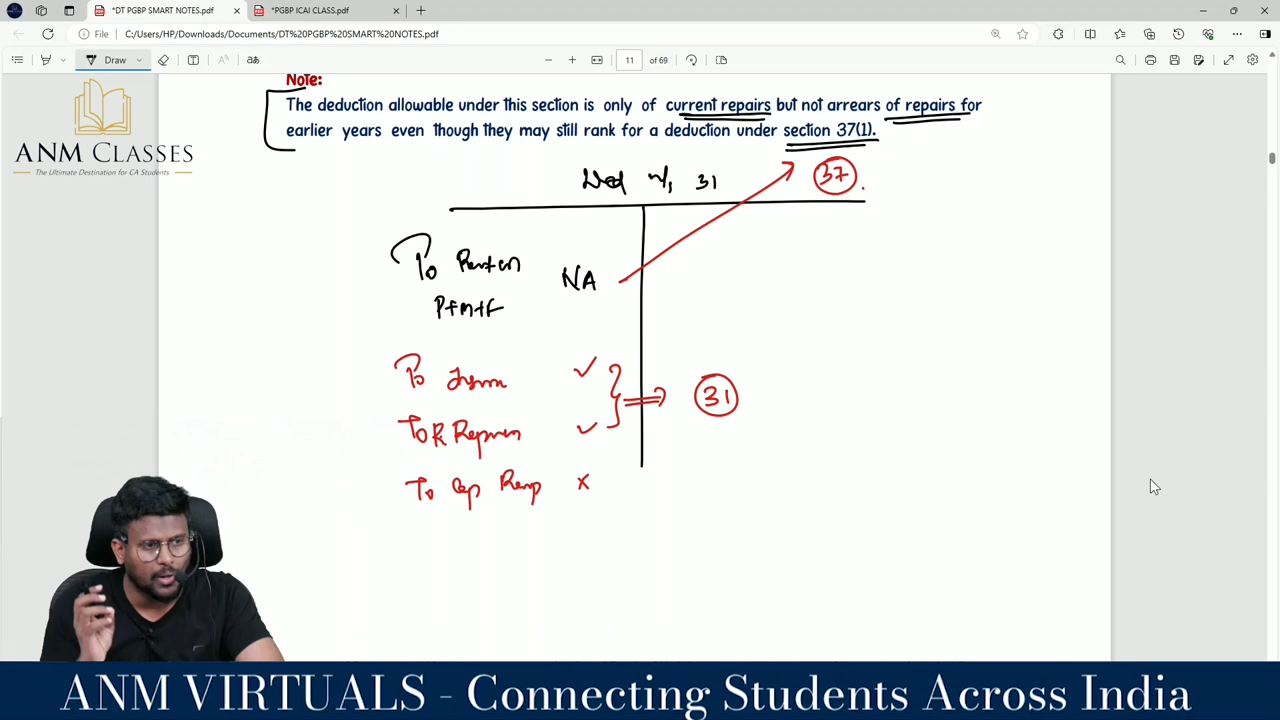 *DT PGBP SMART NOTES.pdf
*PGBP ICAI CLASS.pdf
File C:/Users/HP/Downloads/Documents/DT%20PGBP%20SMART%20NOTES.pdf
Draw 11 of 69
Note:
The deduction allowable under this section is only of current repairs but not arrears of repairs for
earlier years even though they may still rank for a deduction under section 37(1).
ANM CLASSES
The Ultimate Destination for CA Students
31
37
To NA
P+M+F
To ✓
31
To R ✓
To Cap x
ANM VIRTUALS - Connecting Students Across India